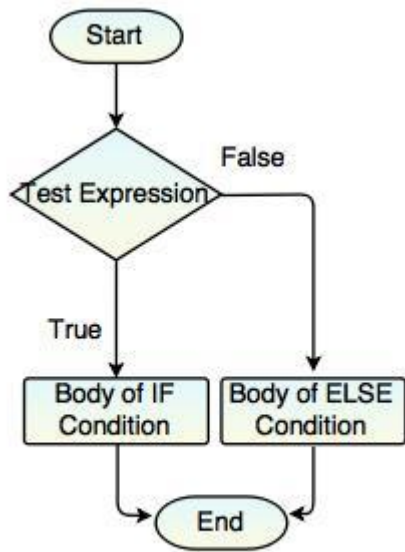 Start
False
Test Expression
True
Body of IF
Condition
Body of ELSE
Condition
End